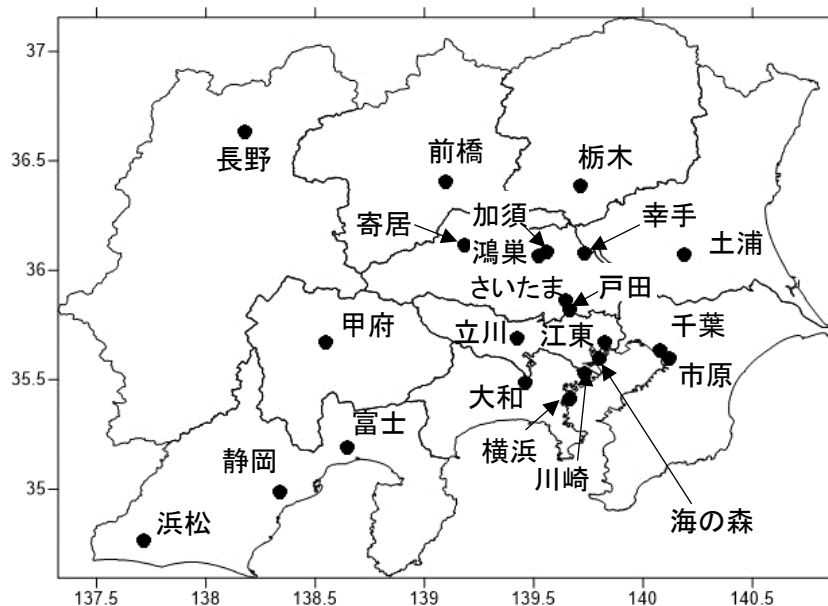 37
36.5
36
35.5
35
長野
前橋
栃木
加須
幸手
寄居
鴻巣
土浦
さいたま
戸田
千葉
甲府
立川
江東
市原
大和
富士
横浜
静岡
川崎
海の森
浜松
137.5
138
138.5
139
139.5
140
140.5